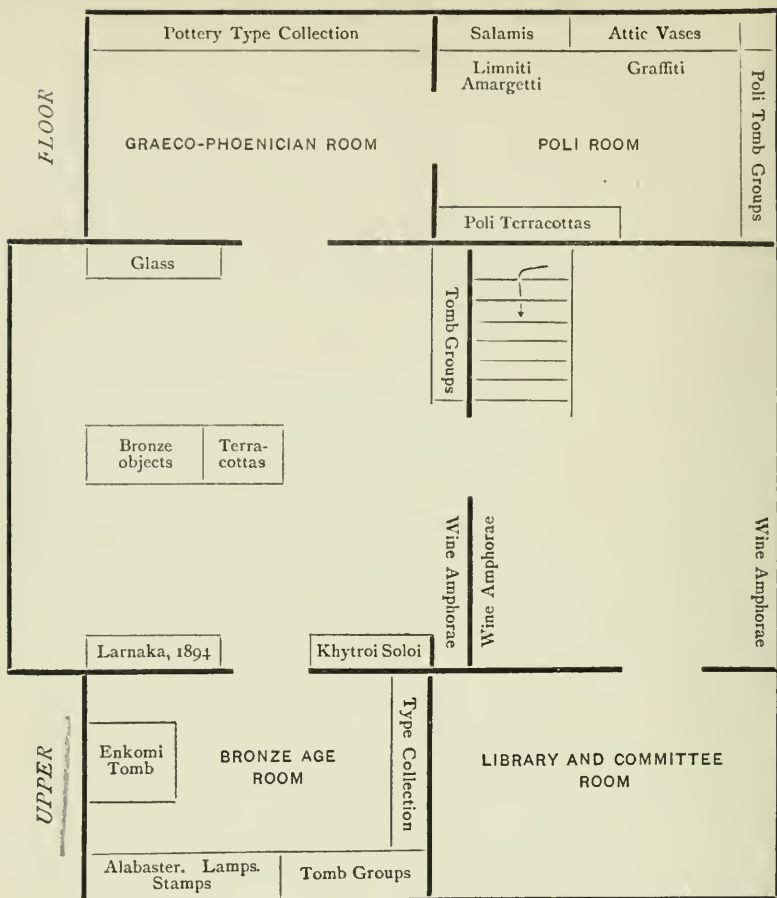 Pottery Type Collection
Salamis
Attic Vases
Limniti
Amargetti
Graffiti
Poli Tomb Groups
FLOOR
GRAECO-PHOENICIAN ROOM
POLI ROOM
Poli Terracottas
Glass
Tomb Groups
Bronze
objects
Terra-
cottas
Wine Amphorae
Wine Amphorae
Wine Amphorae
Larnaka, 1894
Khytroi Soloi
UPPER
Enkomi
Tomb
BRONZE AGE
ROOM
Type Collection
LIBRARY AND COMMITTEE
ROOM
Alabaster. Lamps.
Stamps
Tomb Groups